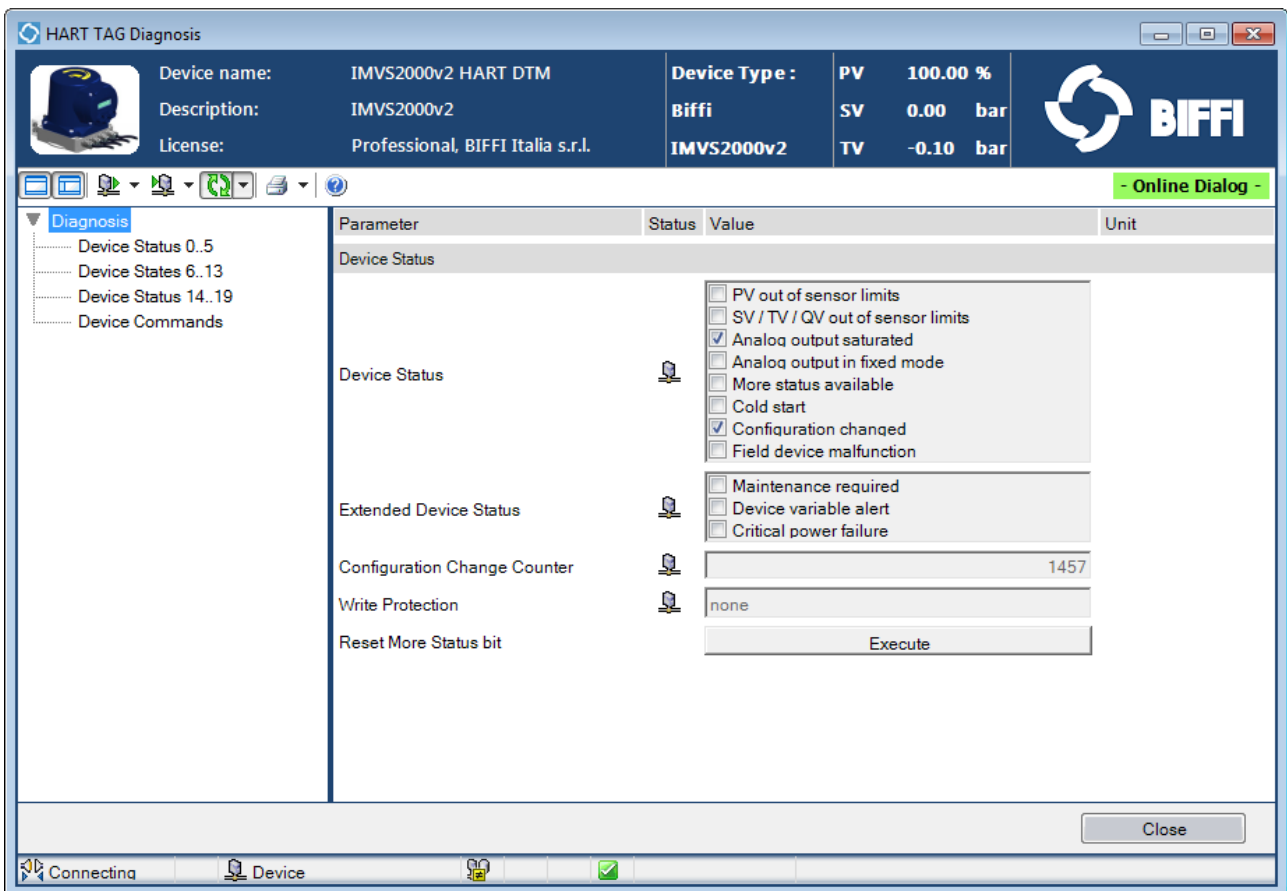 HART TAG Diagnosis
Device name: IMVS2000v2 HART DTM Device Type : PV 100.00 %
Description: IMVS2000v2 Biffi SV 0.00 bar
License: Professional, BIFFI Italia s.r.l. IMVS2000v2 TV -0.10 bar
BIFFI
- Online Dialog -
Diagnosis
Device Status 0..5
Device States 6..13
Device Status 14..19
Device Commands
Parameter Status Value Unit
Device Status
Device Status
PV out of sensor limits
SV / TV / QV out of sensor limits
Analog output saturated
Analog output in fixed mode
More status available
Cold start
Configuration changed
Field device malfunction
Extended Device Status
Maintenance required
Device variable alert
Critical power failure
Configuration Change Counter 1457
Write Protection none
Reset More Status bit Execute
Close
Connecting Device